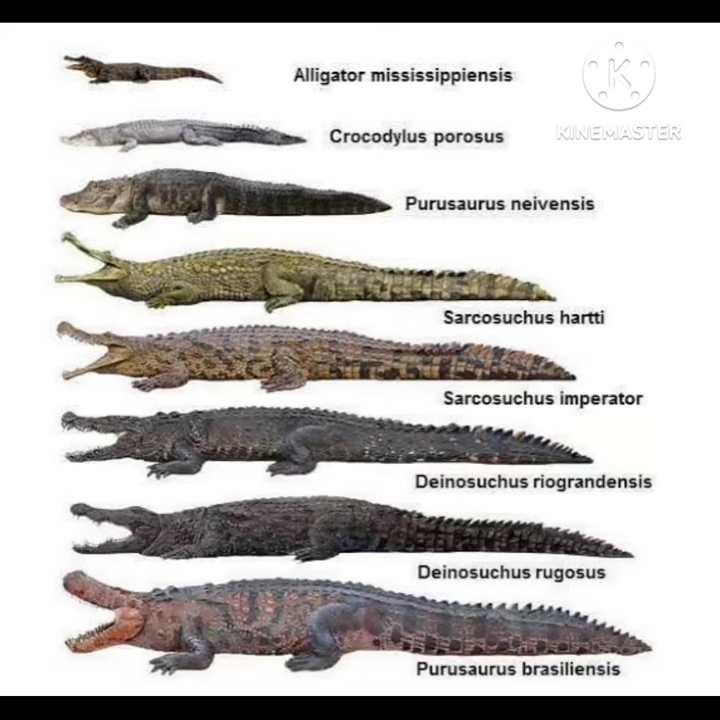 Alligator mississippiensis
K
KINEMASTER
Crocodylus porosus
Purusaurus neivensis
Sarcosuchus hartti
Sarcosuchus imperator
Deinosuchus riograndensis
Deinosuchus rugosus
Purusaurus brasiliensis